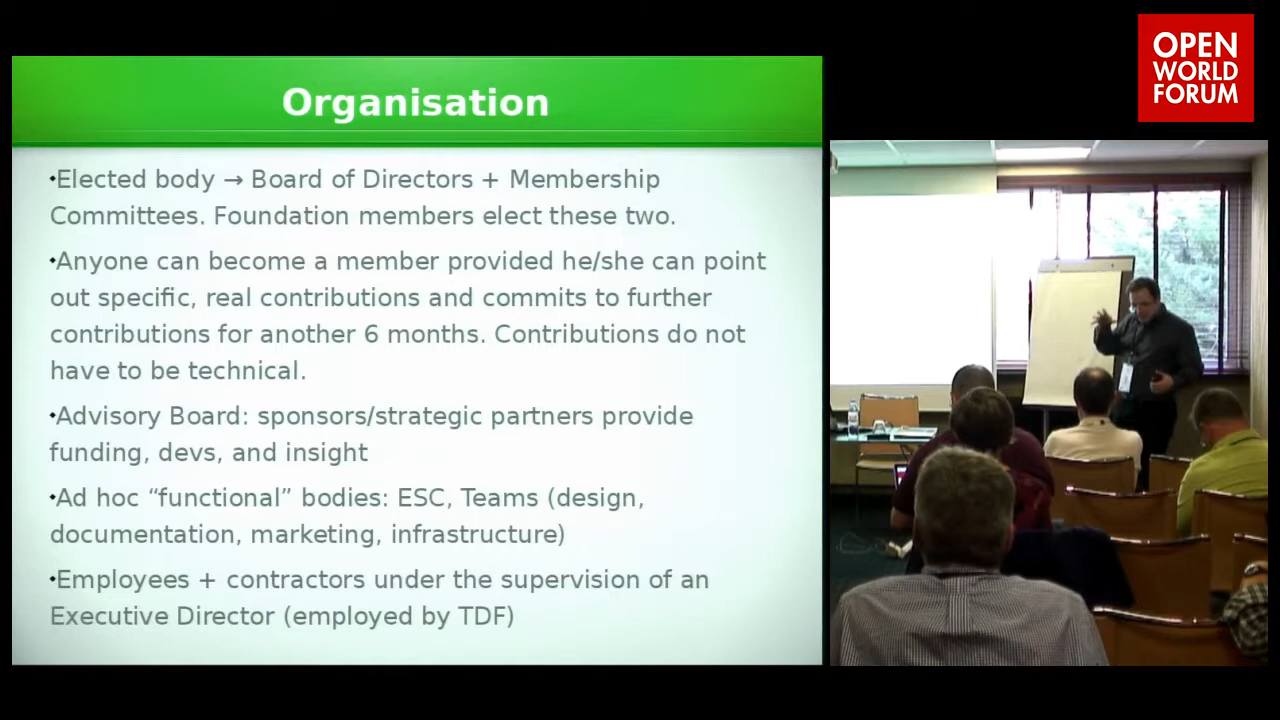 OPEN
WORLD
FORUM
Organisation
•Elected body → Board of Directors + Membership
Committees. Foundation members elect these two.
•Anyone can become a member provided he/she can point
out specific, real contributions and commits to further
contributions for another 6 months. Contributions do not
have to be technical.
•Advisory Board: sponsors/strategic partners provide
funding, devs, and insight
•Ad hoc “functional” bodies: ESC, Teams (design,
documentation, marketing, infrastructure)
•Employees + contractors under the supervision of an
Executive Director (employed by TDF)